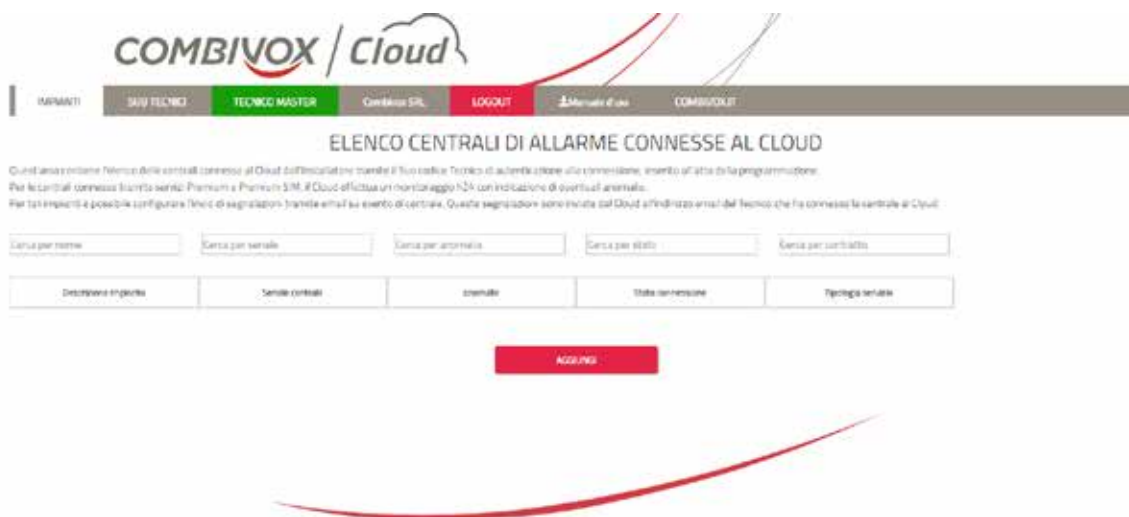 COMBIVOX / Cloud
IMPIANTI SUB TECNICI TECNICO MASTER Combivox SRL LOGOUT Manuale d'uso COMBIVOX.IT
ELENCO CENTRALI DI ALLARME CONNESSE AL CLOUD
Quest'area contiene l'elenco delle centrali connesse al Cloud dall'installatore tramite il Suo codice Tecnico di autenticazione alla connessione, inserito all'atto della programmazione.
Per le centrali connesse tramite servizi Premium e Premium SIM, il Cloud effettua un monitoraggio h24 con indicazione di eventuali anomalie.
Per tali impianti è possibile configurare l'invio di segnalazioni tramite email su evento di centrale. Queste segnalazioni sono inviate dal Cloud all'indirizzo email del Tecnico che ha connesso la centrale al Cloud
Cerca per nome Cerca per seriale Cerca per anomalia Cerca per stato Cerca per contratto
Descrizione impianto Seriale centrale anomalie Stato connessione Tipologia servizio
AGGIUNGI